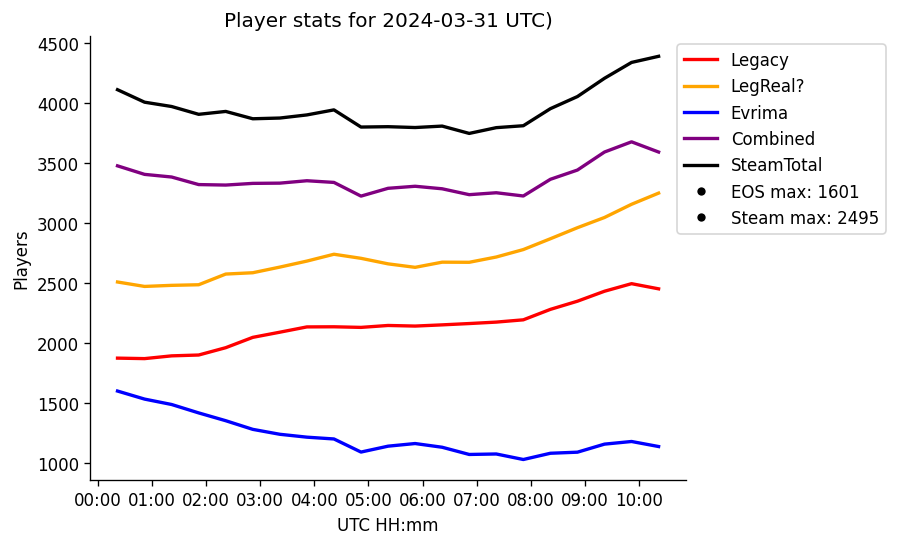 Player stats for 2024-03-31 UTC)
4500
4000
3500
3000
2500
2000
1500
1000
Players
00:00 01:00 02:00 03:00 04:00 05:00 06:00 07:00 08:00 09:00 10:00
UTC HH:mm
Legacy
LegReal?
Evrima
Combined
SteamTotal
EOS max: 1601
Steam max: 2495